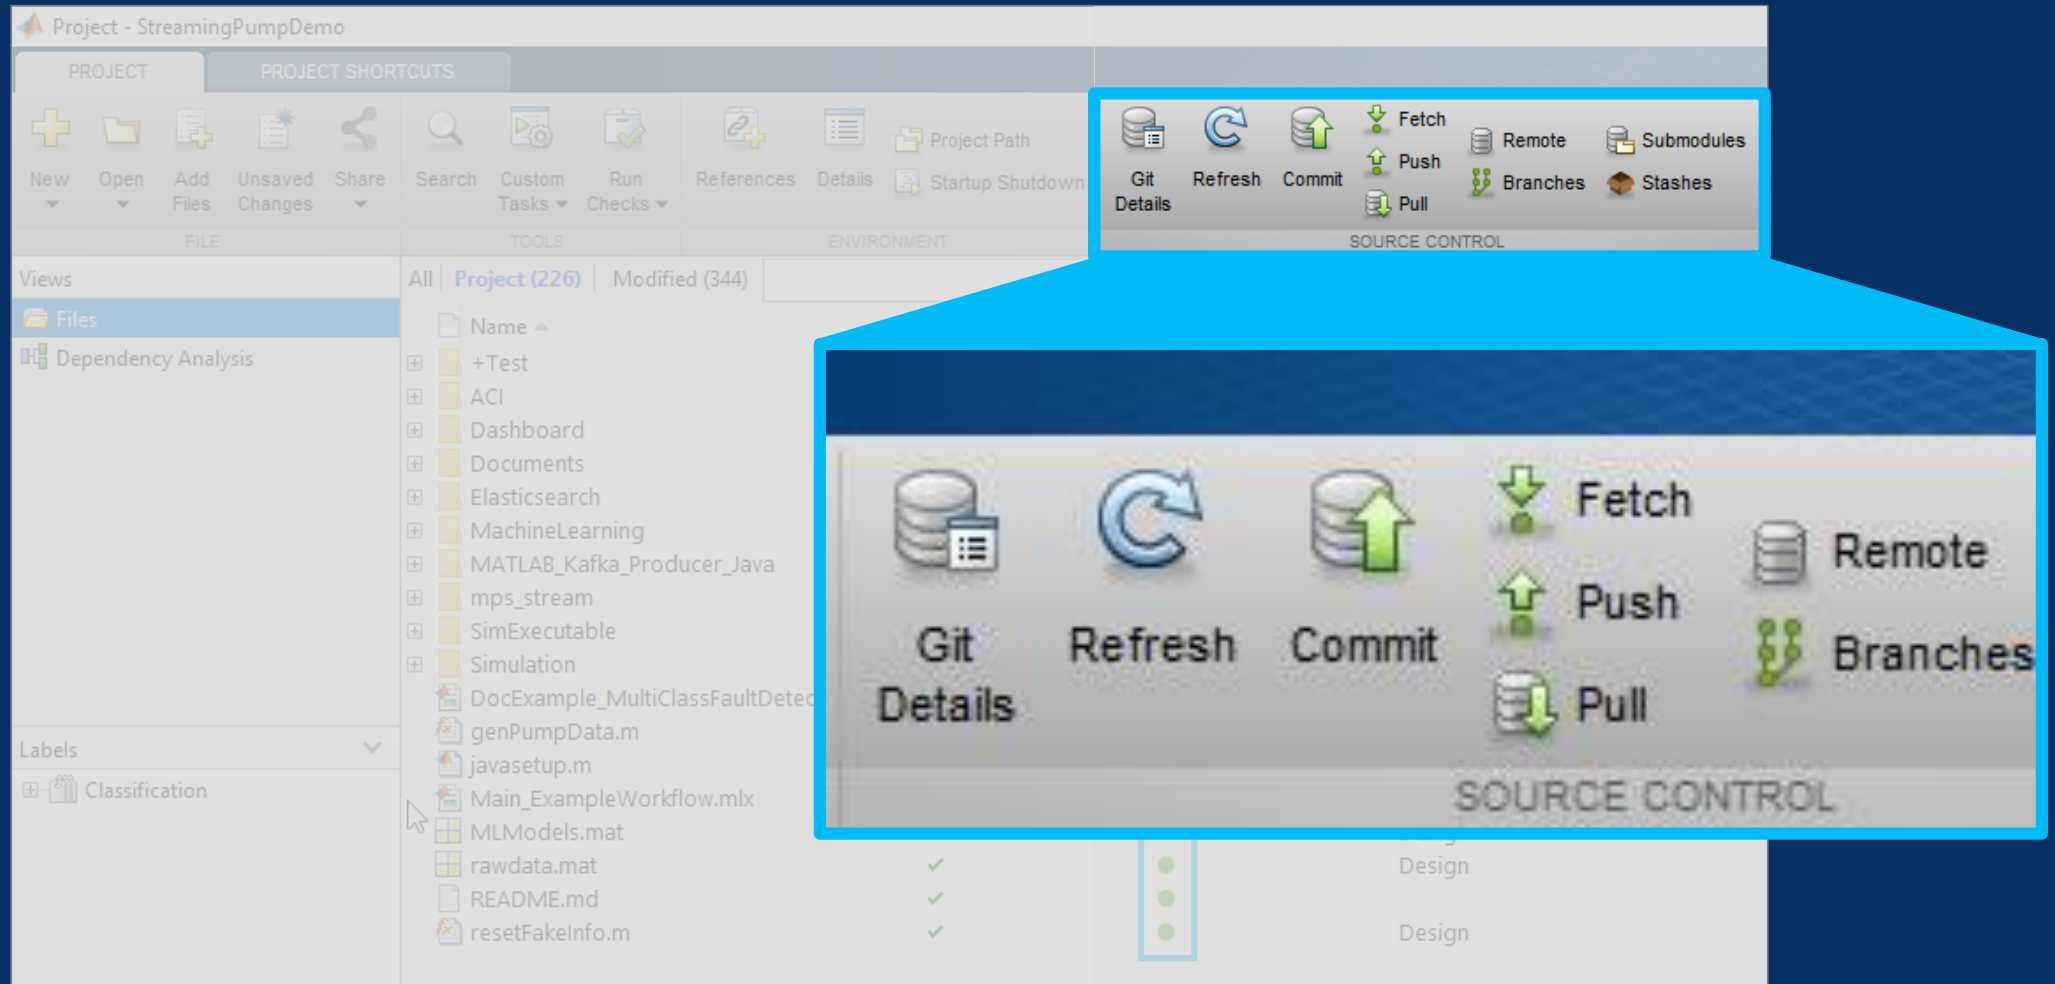 Project - StreamingPumpDemo
PROJECT
PROJECT SHORTCUTS
New
Open
Add
Files
Unsaved
Changes
Share
FILE
Search
Custom
Tasks
Run
Checks
TOOLS
References
Details
Project Path
Startup Shutdown
ENVIRONMENT
Git
Details
Refresh
Commit
Fetch
Push
Pull
Remote
Branches
Submodules
Stashes
SOURCE CONTROL
Views
Files
Dependency Analysis
Labels
Classification
All
Project (226)
Modified (344)
Name
+Test
ACI
Dashboard
Documents
Elasticsearch
MachineLearning
MATLAB_Kafka_Producer_Java
mps_stream
SimExecutable
Simulation
DocExample_MultiClassFaultDetec
genPumpData.m
javasetup.m
Main_ExampleWorkflow.mlx
MLModels.mat
rawdata.mat Design
README.md
resetFakeInfo.m Design
Git
Details
Refresh
Commit
Fetch
Push
Pull
Remote
Branches
SOURCE CONTROL